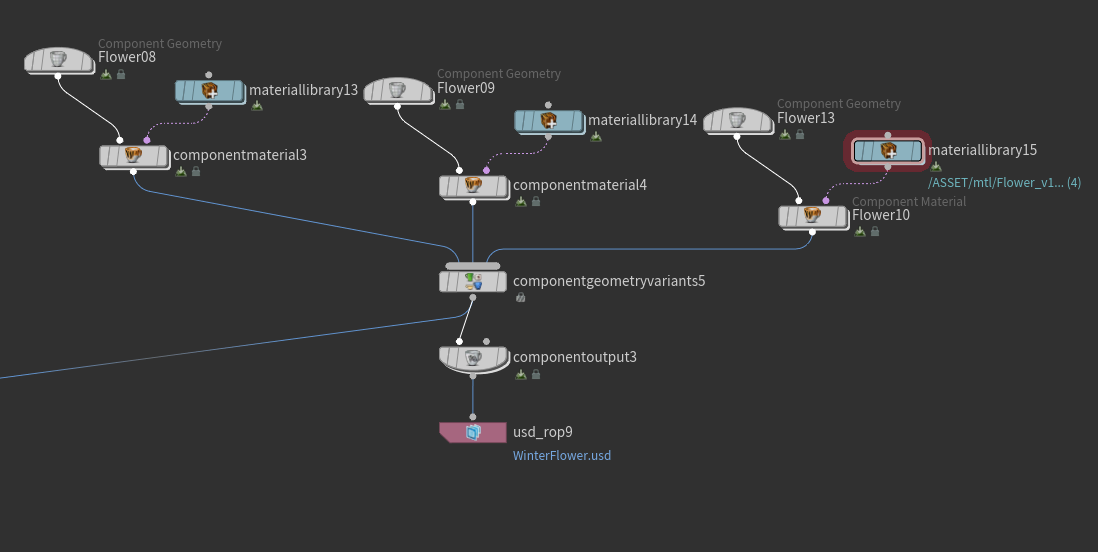 Component Geometry
Flower08
materiallibrary13
Component Geometry
Flower09
materiallibrary14
Component Geometry
Flower13
materiallibrary15
/ASSET/mtl/Flower_v1... (4)
componentmaterial3
componentmaterial4
Component Material
Flower10
componentgeometryvariants5
componentoutput3
usd_rop9
WinterFlower.usd